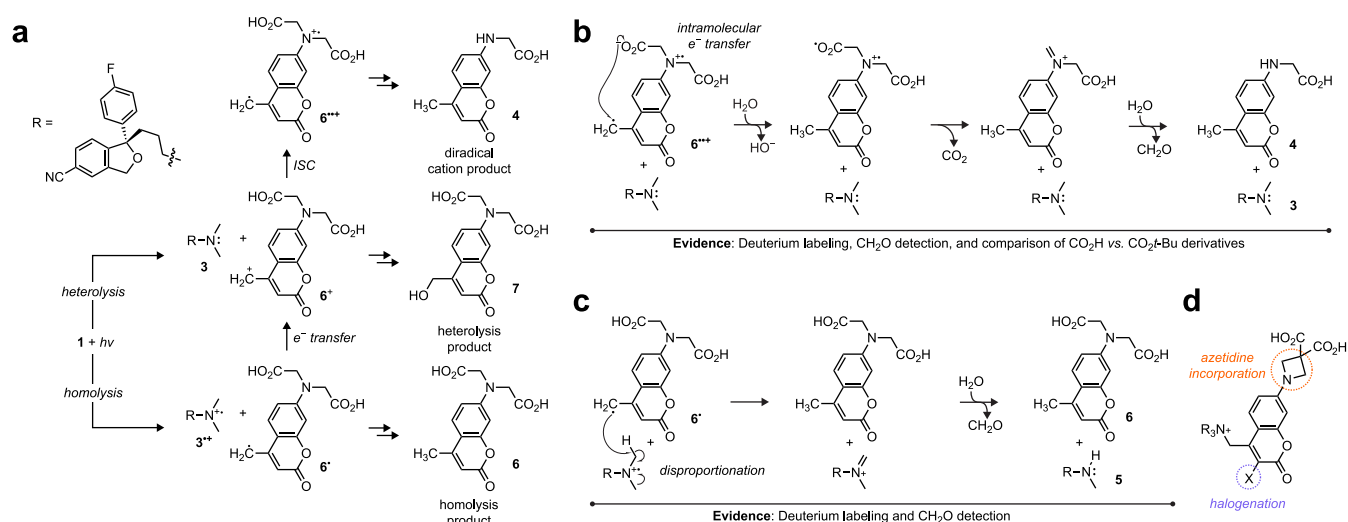 a
F
R =
O
NC
heterolysis
1 + hv
homolysis
R N: 3 +
R N •+ 3•+ +
HO₂C
N •+
CO₂H
H₂C •
O O
6••+
HO₂C
HN
CO₂H
H₃C
O O
4
diradical
cation product
ISC
HO₂C
N
CO₂H
H₂C +
O O
6⁺
HO₂C
N
CO₂H
HO
O O
7
heterolysis
product
e⁻ transfer
HO₂C
N
CO₂H
H₂C •
O O
6•
HO₂C
N
CO₂H
H₃C
O O
6
homolysis
product
b
intramolecular
e⁻ transfer
⁻O₂C
N •+
CO₂H
H₂C •
O O
6••+
+
R N:
H₂O
HO⁻
•O₂C
N •+
CO₂H
H₃C
O O
+
R N:
CO₂
N +
CO₂H
H₃C
O O
+
R N:
H₂O
CH₂O
HN
CO₂H
H₃C
O O
4
+
R N:
3
Evidence: Deuterium labeling, CH₂O detection, and comparison of CO₂H vs. CO₂t-Bu derivatives
c
HO₂C
N
CO₂H
H₂C •
O O
6•
+
H
R N •+
disproportionation
HO₂C
N
CO₂H
H₃C
O O
+
R N +
H₂O
CH₂O
HO₂C
N
CO₂H
H₃C
O O
6
+
H
R N:
5
Evidence: Deuterium labeling and CH₂O detection
d
HO₂C
CO₂H
azetidine
incorporation
N
R₃N⁺
O O
X
halogenation